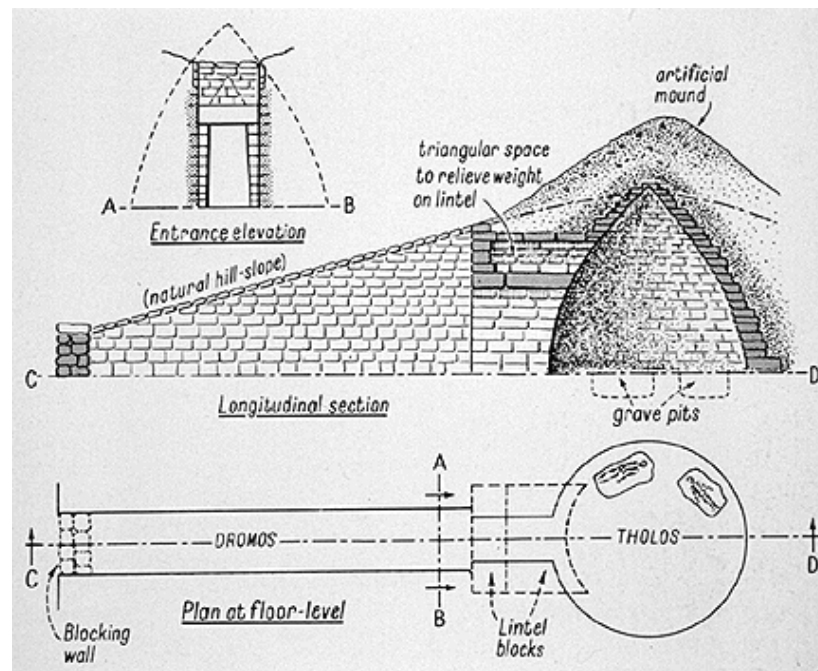 artificial
mound
triangular space
to relieve weight
on lintel
A
B
Entrance elevation
(natural hill-slope)
C
D
Longitudinal section
grave pits
A
C
DROMOS
THOLOS
D
B
Plan at floor-level
Lintel
blocks
Blocking
wall